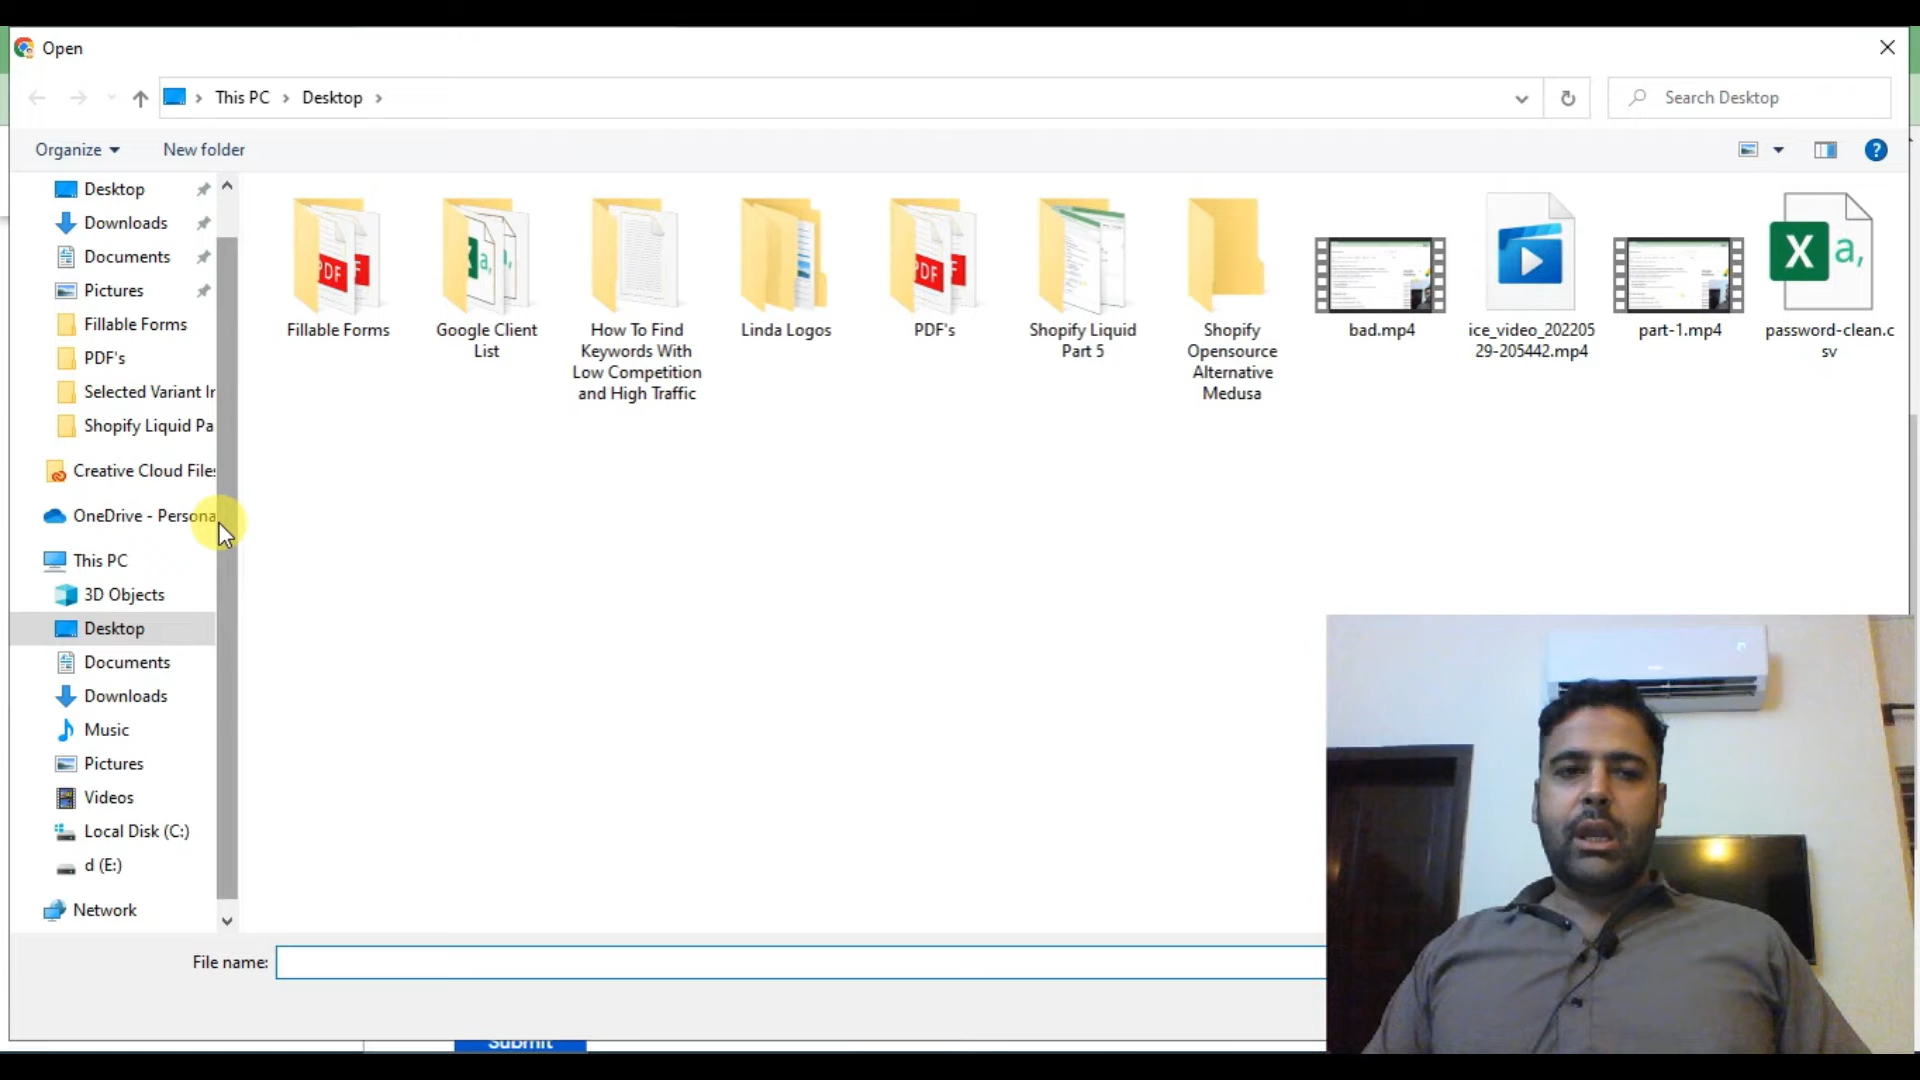 Open
This PC
Desktop
Search Desktop
Organize
New folder
Desktop
Downloads
Documents
Pictures
Fillable Forms
PDF's
Selected Variant Ir
Shopify Liquid Pa
Creative Cloud Files
OneDrive - Persona
This PC
3D Objects
Desktop
Documents
Downloads
Music
Pictures
Videos
Local Disk (C:)
d (E:)
Network
PDF
Fillable Forms
X a,
Google Client
List
How To Find
Keywords With
Low Competition
and High Traffic
Linda Logos
PDF
PDF's
Shopify Liquid
Part 5
Shopify
Opensource
Alternative
Medusa
bad.mp4
ice_video_202205
29-205442.mp4
part-1.mp4
X a,
password-clean.c
sv
File name:
Submit